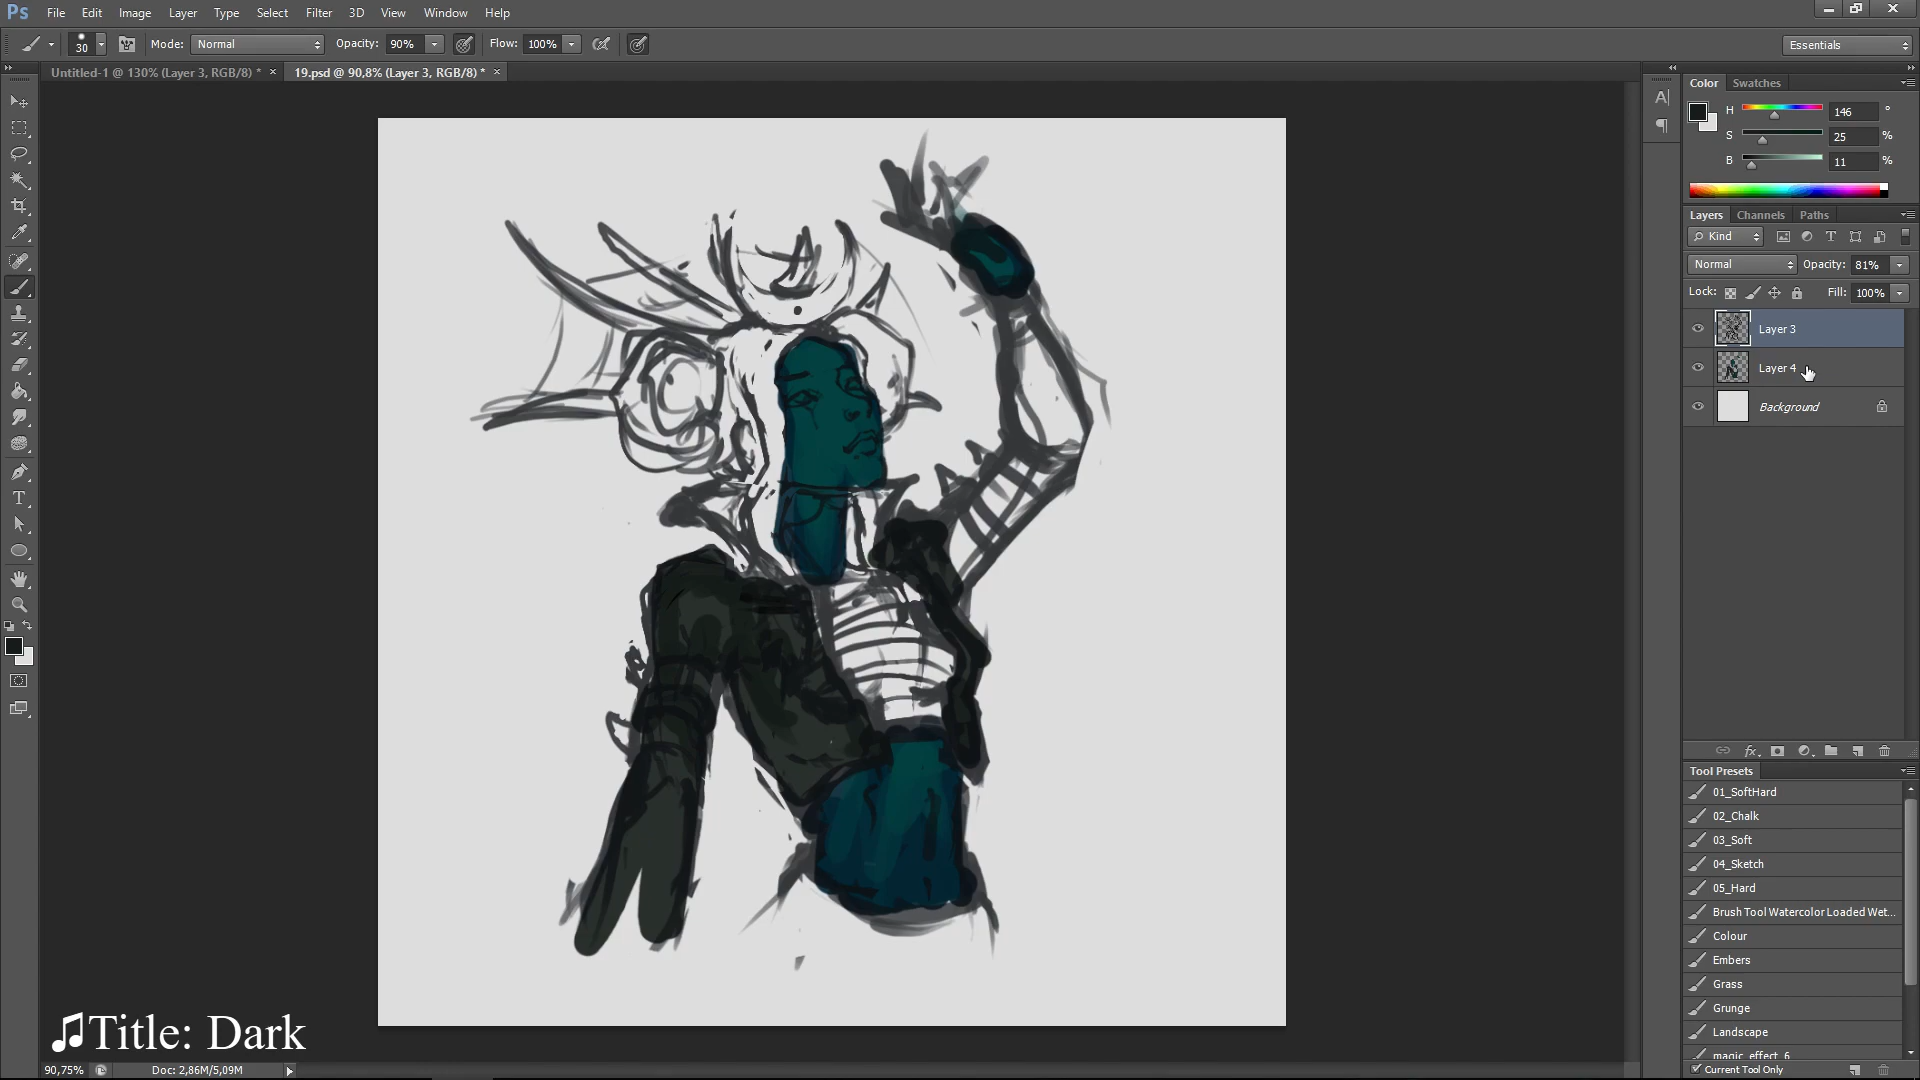 Ps File Edit Image Layer Type Select Filter 3D View Window Help
30 Mode: Normal Opacity: 90% Flow: 100% Essentials
Untitled-1 @ 130% (Layer 3, RGB/8) * × 19.psd @ 90,8% (Layer 3, RGB/8) * ×
Color Swatches
H 146 °
S 25 %
B 11 %
Layers Channels Paths
Kind
Normal Opacity: 81%
Lock: Fill: 100%
Layer 3
Layer 4
Background
Tool Presets
01_SoftHard
02_Chalk
03_Soft
04_Sketch
05_Hard
Brush Tool Watercolor Loaded Wet...
Colour
Embers
Grass
Grunge
Landscape
magic_effect_6
Current Tool Only
Title: Dark
90,75% Doc: 2,86M/5,09M